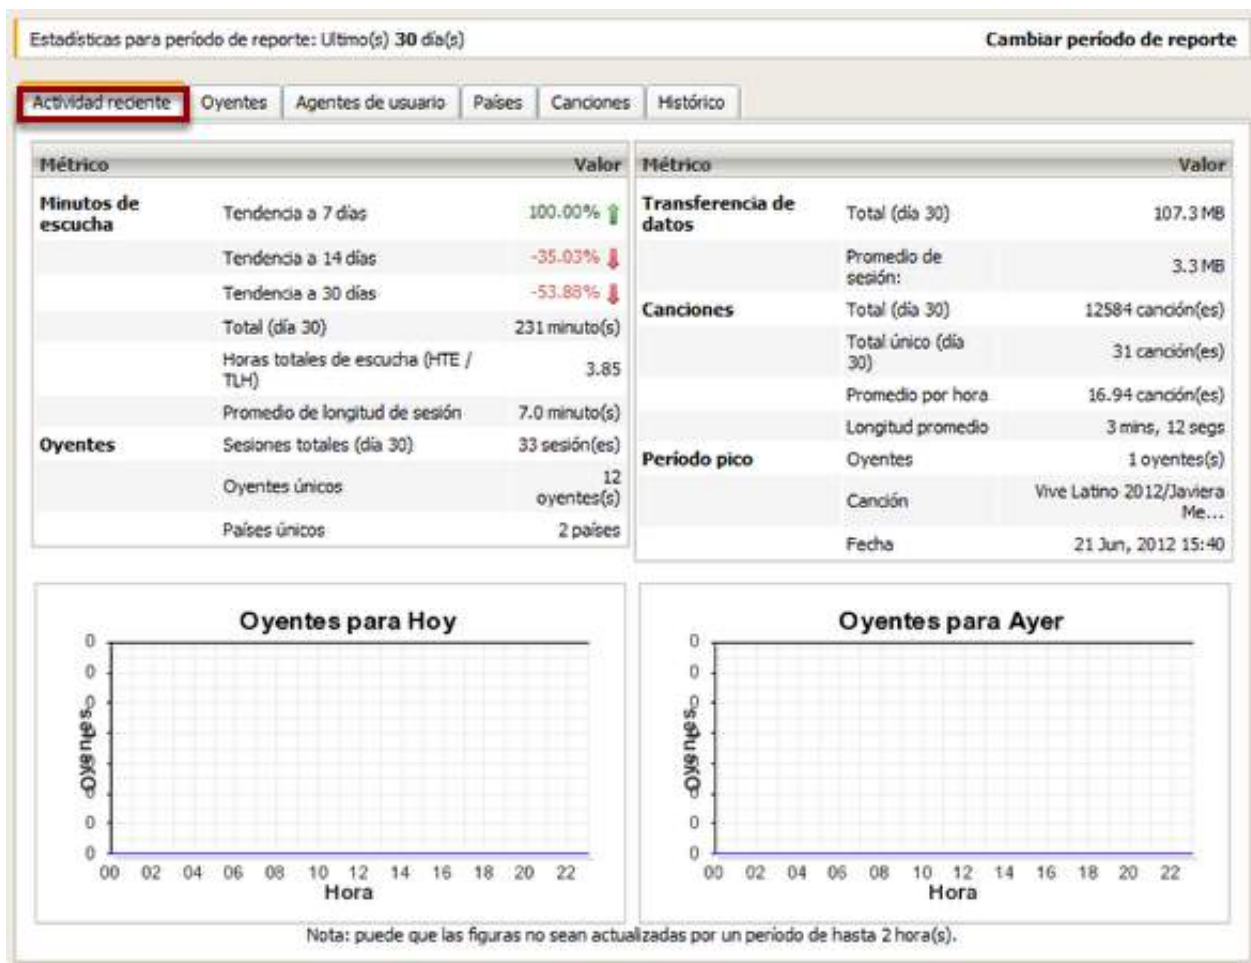 Estadísticas para período de reporte: Ultimo(s) 30 día(s)
Cambiar período de reporte
Actividad reciente
Oyentes
Agentes de usuario
Países
Canciones
Histórico
Métrico Valor
Minutos de escucha Tendencia a 7 días 100.00%
Tendencia a 14 días -35.03%
Tendencia a 30 días -53.88%
Total (día 30) 231 minuto(s)
Horas totales de escucha (HTE /
TLH) 3.85
Promedio de longitud de sesión 7.0 minuto(s)
Oyentes Sesiones totales (día 30) 33 sesión(es)
Oyentes únicos 12
oyentes(s)
Países únicos 2 países
Métrico Valor
Transferencia de datos Total (día 30) 107.3 MB
Promedio de
sesión: 3.3 MB
Canciones Total (día 30) 12584 canción(es)
Total único (día
30) 31 canción(es)
Promedio por hora 16.94 canción(es)
Longitud promedio 3 mins, 12 segs
Período pico Oyentes 1 oyentes(s)
Canción Vive Latino 2012/Javiera
Me...
Fecha 21 Jun, 2012 15:40
Oyentes para Hoy
0
0
0
0
0
0
0
0
Oyentes
00 02 04 06 08 10 12 14 16 18 20 22
Hora
Oyentes para Ayer
0
0
0
0
0
0
0
0
Oyentes
00 02 04 06 08 10 12 14 16 18 20 22
Hora
Nota: puede que las figuras no sean actualizadas por un período de hasta 2 hora(s).